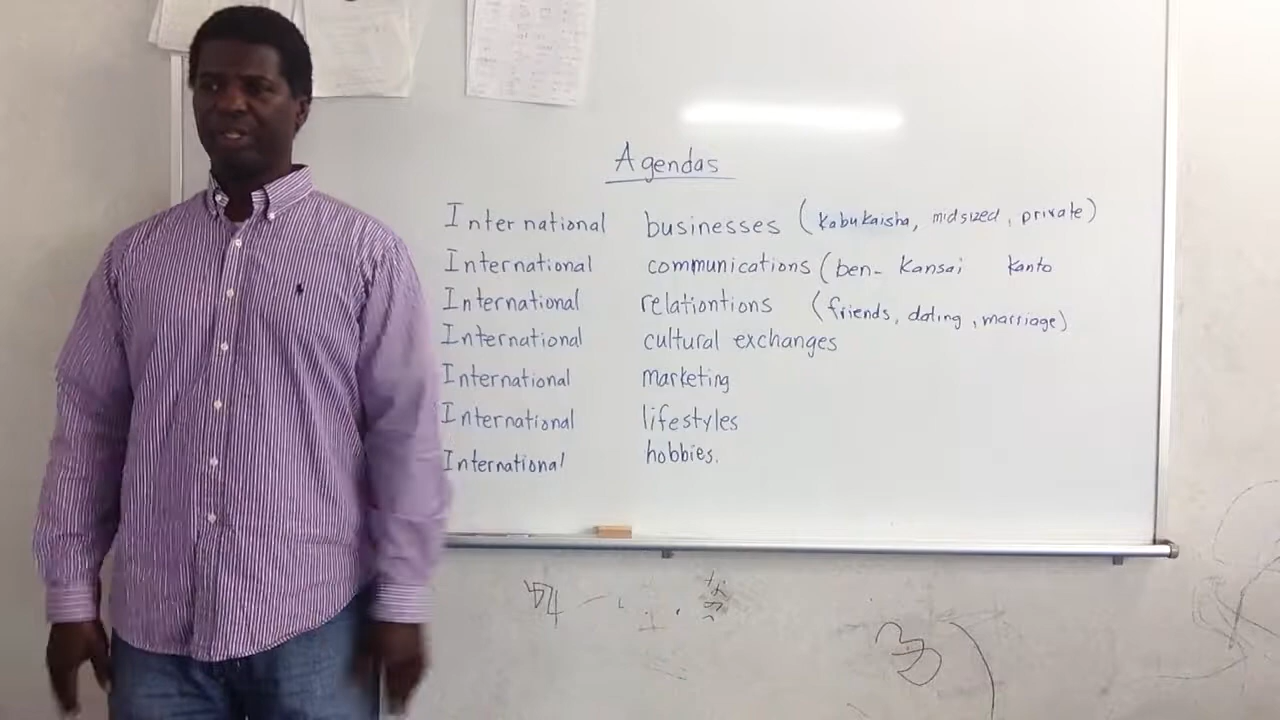 Agendas
International businesses (kabukaisha, midsized, private)
International communications (ben- Kansai Kanto
International relationtions (friends, dating, marriage)
International cultural exchanges
International marketing
International lifestyles
International hobbies.